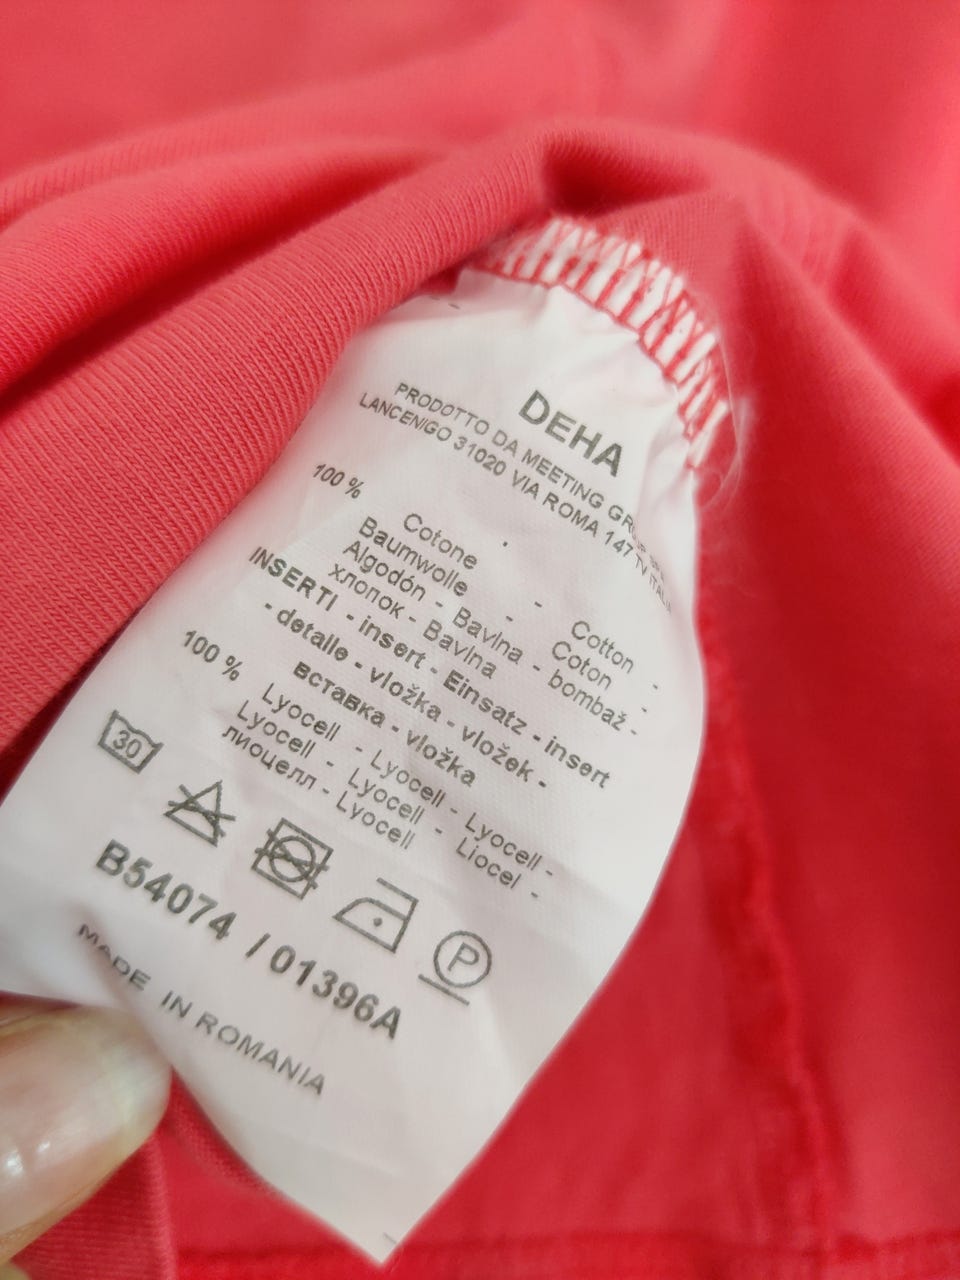 DEHA
PRODOTTO DA MEETING GROUP SPA
LANCENIGO 31020 VIA ROMA 147 TV ITALIA
100 %
Cotone - Cotton -
Baumwolle - Coton -
Algodón - Bavlna - bombaž -
хлопок - Bavlna
INSERTI - insert - Einsatz - insert
- detalle - vložka - vložek -
вставка - vložka
100 %
Lyocell - Lyocell - Lyocell -
Lyocell - Lyocell - Liocel -
лиоцелл - Lyocell
30
P
B54074 / 01396A
MADE IN ROMANIA